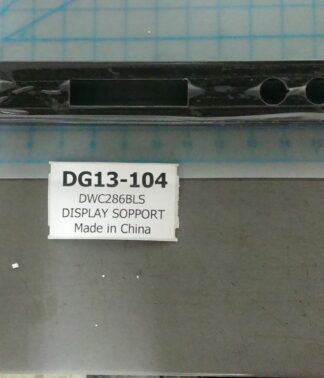 DG13-104
DWC286BLS
DISPLAY SOPPORT
Made in China